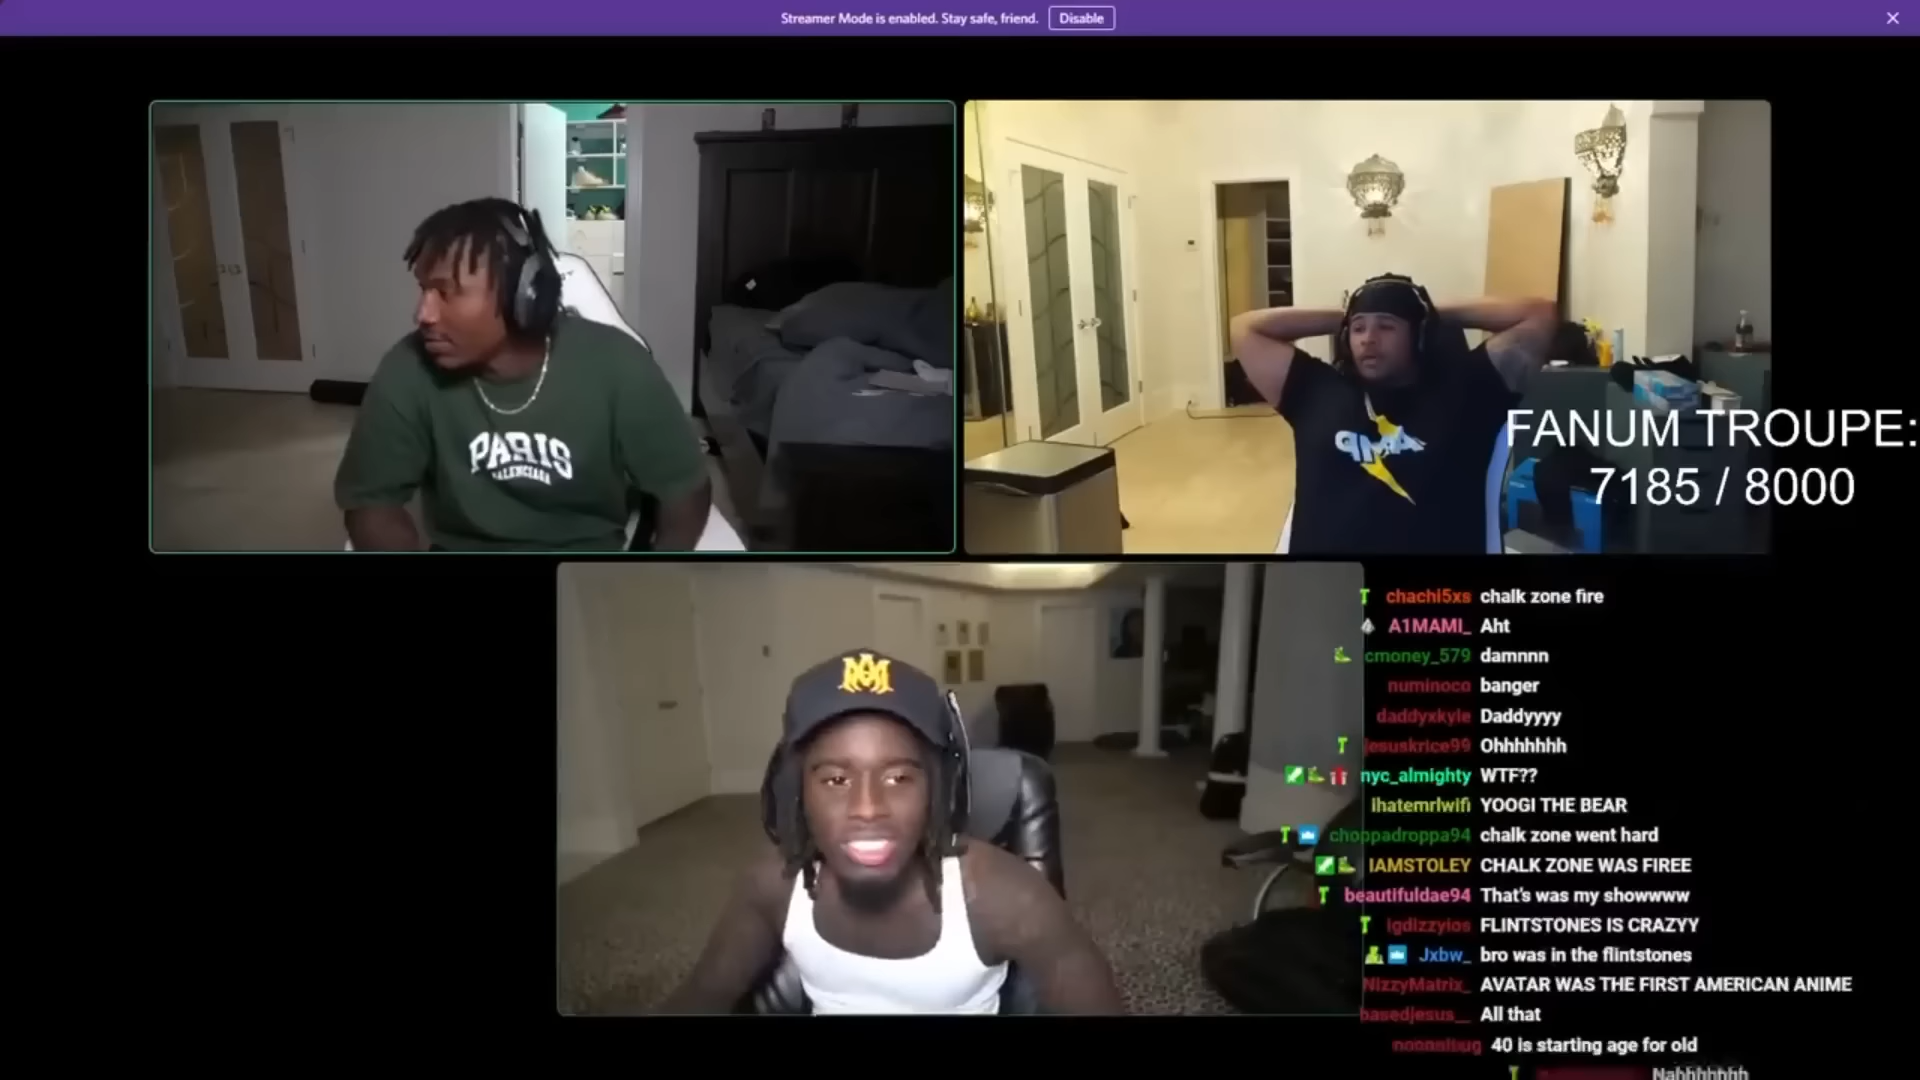 Streamer Mode is enabled. Stay safe, friend. Disable
PARIS
BALENCIAGA
AMP
FANUM TROUPE:
7185 / 8000
chachi5xs chalk zone fire
A1MAMI_ Aht
cmoney_579 damnnn
numinoco banger
daddyxkyle Daddyyyy
jesuskrice99 Ohhhhhhh
nyc_almighty WTF??
ihatemrlwifi YOOGI THE BEAR
choppadroppa94 chalk zone went hard
IAMSTOLEY CHALK ZONE WAS FIREE
beautifuldae94 That's was my showwww
igdizzyios FLINTSTONES IS CRAZYY
Jxbw_ bro was in the flintstones
NizzyMatrix_ AVATAR WAS THE FIRST AMERICAN ANIME
basedjesus__ All that
40 is starting age for old